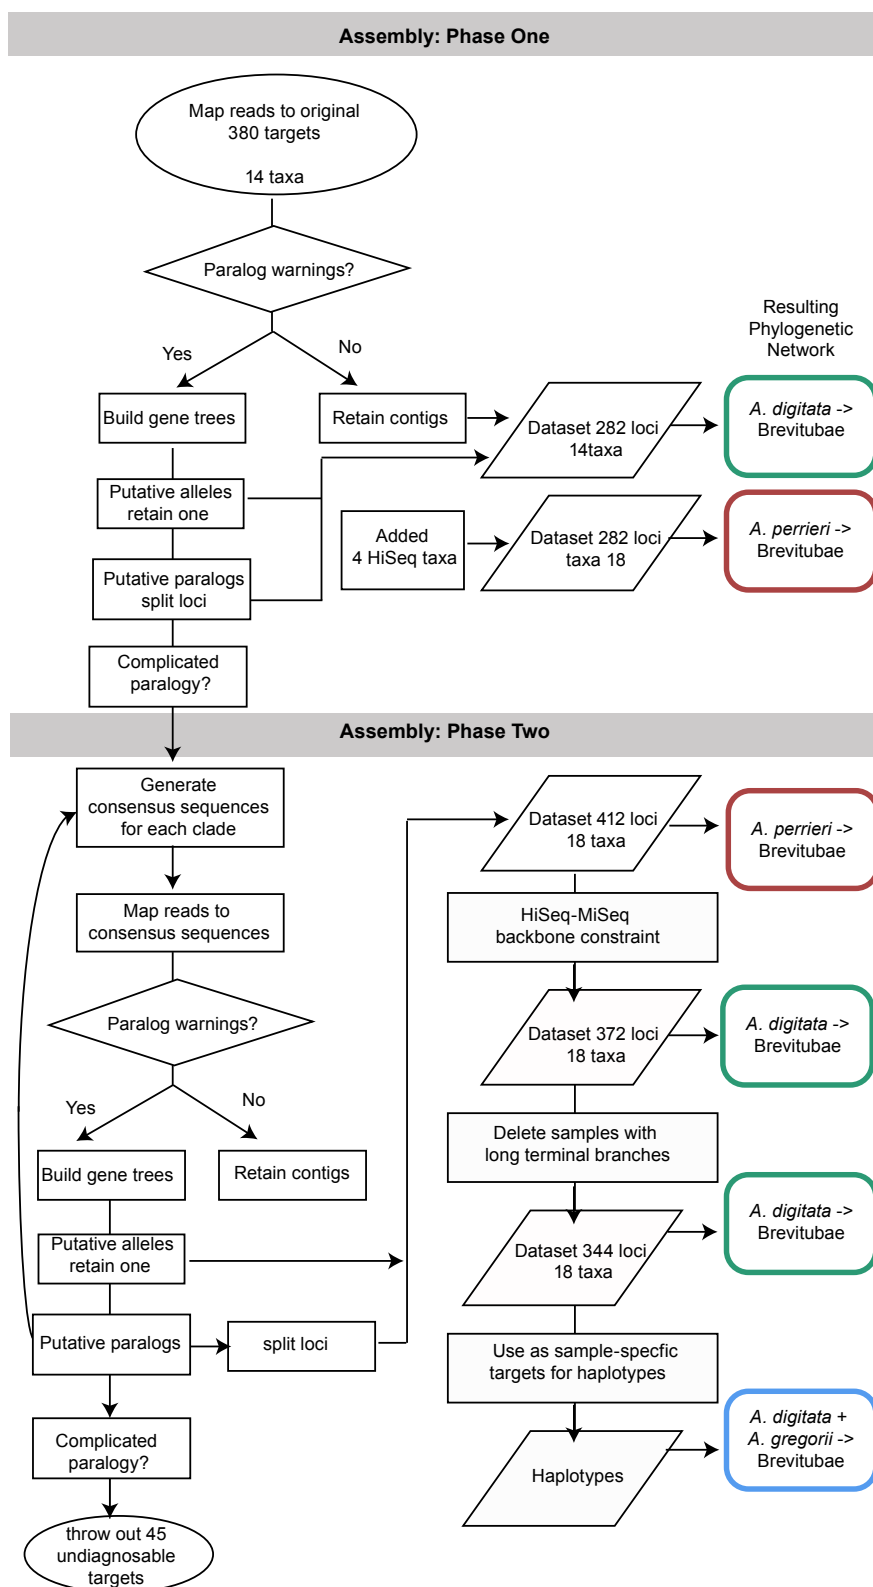 Assembly: Phase One
Map reads to original
380 targets
14 taxa
Paralog warnings?
Yes
No
Build gene trees
Retain contigs
Putative alleles
retain one
Putative paralogs
split loci
Complicated
paralogy?
Resulting
Phylogenetic
Network
Dataset 282 loci
14taxa
A. digitata ->
Brevitubae
Added
4 HiSeq taxa
Dataset 282 loci
taxa 18
A. perrieri ->
Brevitubae
Assembly: Phase Two
Generate
consensus sequences
for each clade
Map reads to
consensus sequences
Paralog warnings?
Yes
No
Build gene trees
Retain contigs
Putative alleles
retain one
Putative paralogs
split loci
Complicated
paralogy?
throw out 45
undiagnosable
targets
Dataset 412 loci
18 taxa
A. perrieri ->
Brevitubae
HiSeq-MiSeq
backbone constraint
Dataset 372 loci
18 taxa
A. digitata ->
Brevitubae
Delete samples with
long terminal branches
Dataset 344 loci
18 taxa
A. digitata ->
Brevitubae
Use as sample-specfic
targets for haplotypes
Haplotypes
A. digitata +
A. gregorii ->
Brevitubae